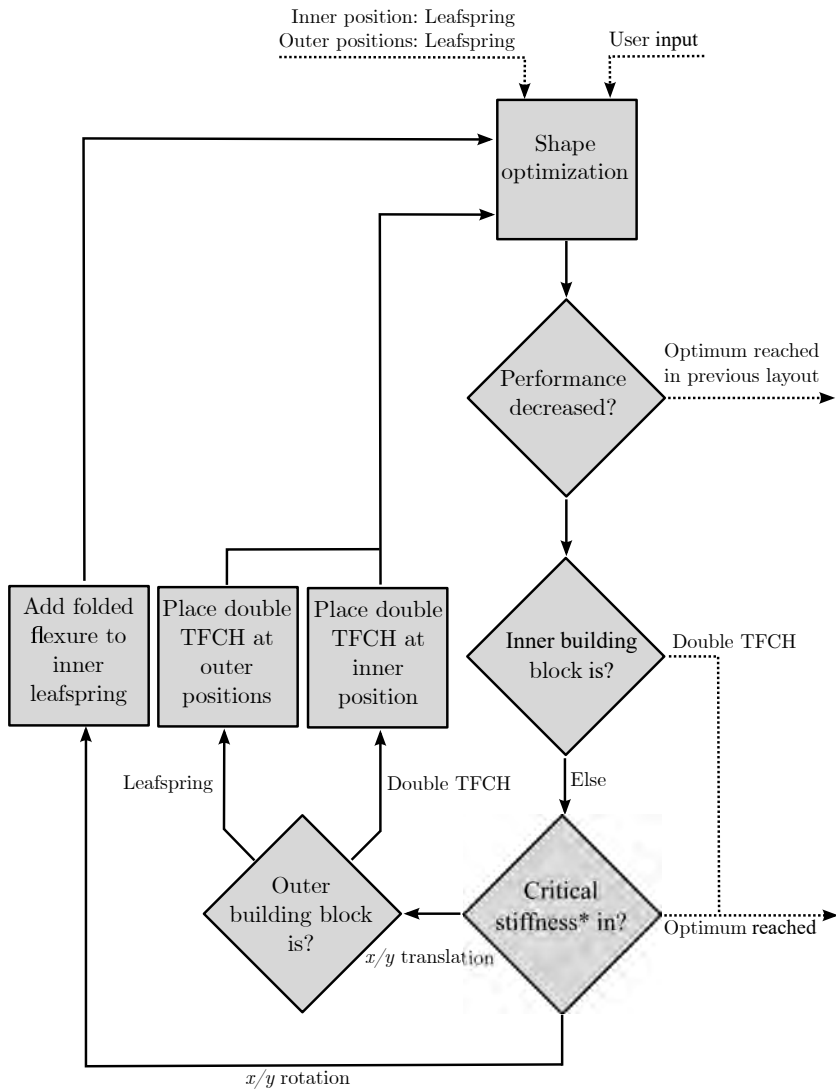 Inner position: Leafspring
Outer positions: Leafspring
User input
Shape
optimization
Performance
decreased?
Optimum reached
in previous layout
Add folded
flexure to
inner
leafspring
Place double
TFCH at
outer
positions
Place double
TFCH at
inner
position
Inner building
block is?
Double TFCH
Leafspring
Double TFCH
Else
Outer
building block
is?
Critical
stiffness* in?
Optimum reached
x/y translation
x/y rotation